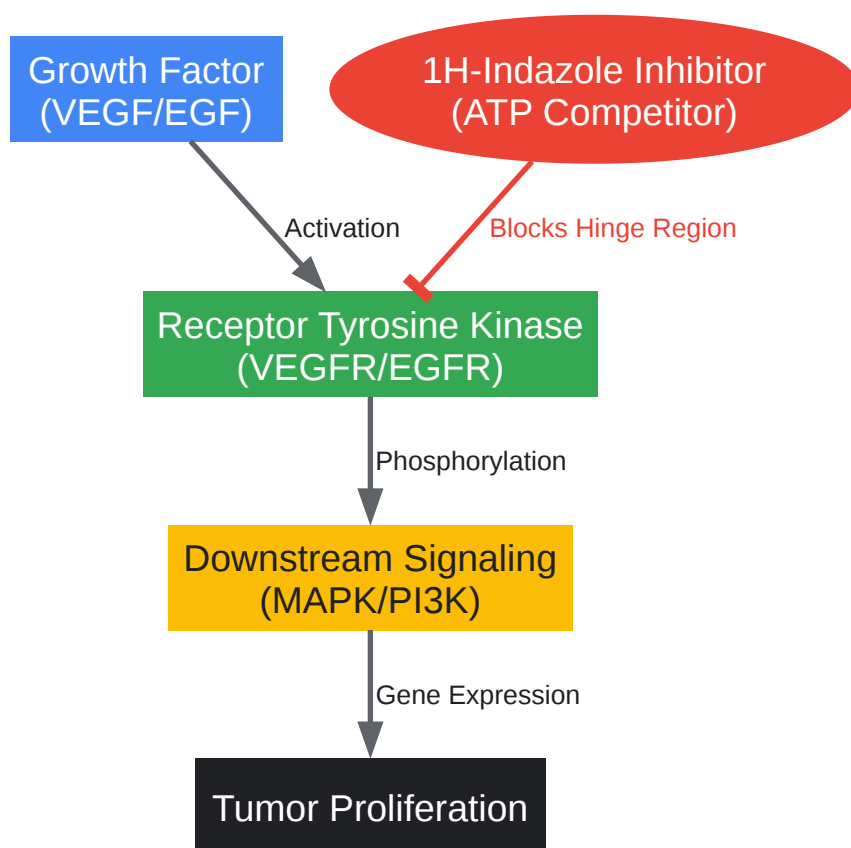 Growth Factor
(VEGF/EGF)
1H-Indazole Inhibitor
(ATP Competitor)
Activation
Blocks Hinge Region
Receptor Tyrosine Kinase
(VEGFR/EGFR)
Phosphorylation
Downstream Signaling
(MAPK/PI3K)
Gene Expression
Tumor Proliferation